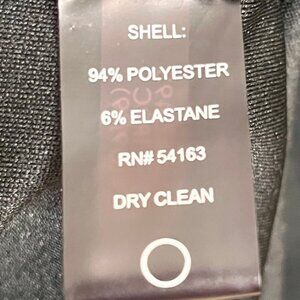 SHELL:
94% POLYESTER
6% ELASTANE
RN# 54163
DRY CLEAN